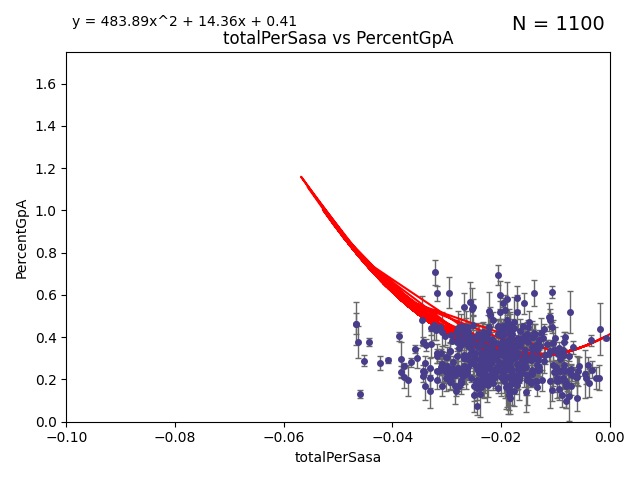 y = 483.89x^2 + 14.36x + 0.41
N = 1100
totalPerSasa vs PercentGpA
1.6
1.4
1.2
1.0
0.8
0.6
0.4
0.2
0.0
PercentGpA
−0.10 −0.08 −0.06 −0.04 −0.02 0.00
totalPerSasa